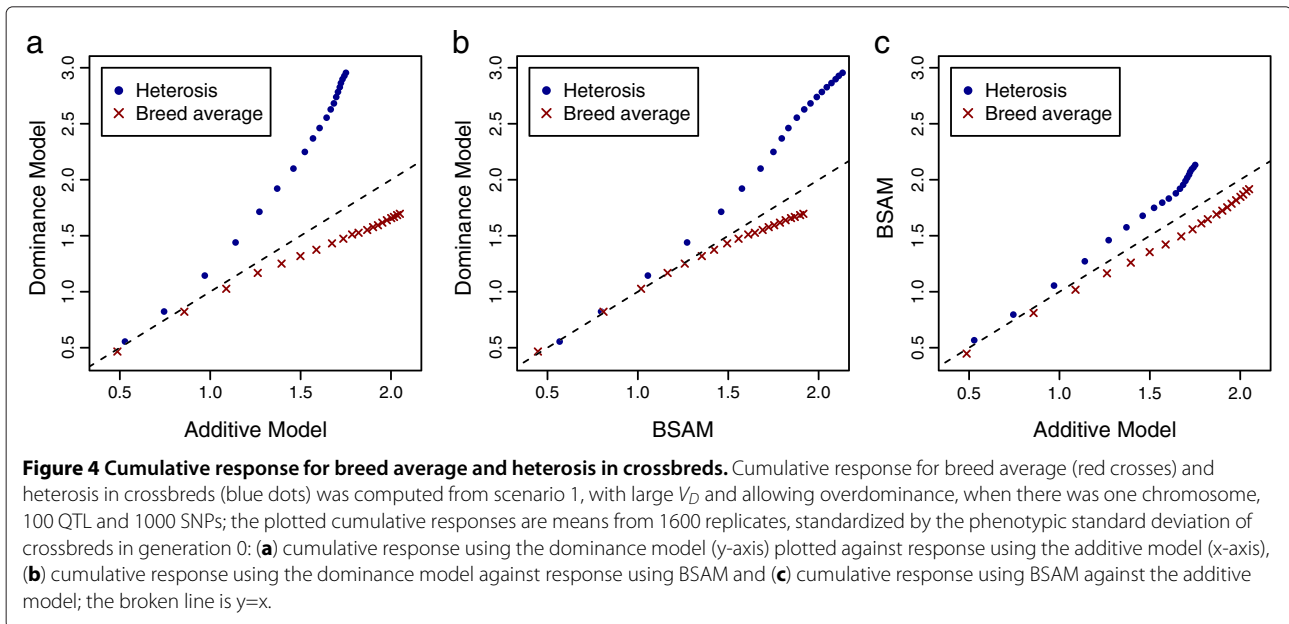 a
Heterosis
Breed average
Dominance Model
0.5 1.0 1.5 2.0 2.5 3.0
0.5 1.0 1.5 2.0
Additive Model
b
Heterosis
Breed average
Dominance Model
0.5 1.0 1.5 2.0 2.5 3.0
0.5 1.0 1.5 2.0
BSAM
c
Heterosis
Breed average
BSAM
0.5 1.0 1.5 2.0 2.5 3.0
0.5 1.0 1.5 2.0
Additive Model
Figure 4 Cumulative response for breed average and heterosis in crossbreds. Cumulative response for breed average (red crosses) and
heterosis in crossbreds (blue dots) was computed from scenario 1, with large V_D and allowing overdominance, when there was one chromosome,
100 QTL and 1000 SNPs; the plotted cumulative responses are means from 1600 replicates, standardized by the phenotypic standard deviation of
crossbreds in generation 0: (a) cumulative response using the dominance model (y-axis) plotted against response using the additive model (x-axis),
(b) cumulative response using the dominance model against response using BSAM and (c) cumulative response using BSAM against the additive
model; the broken line is y=x.